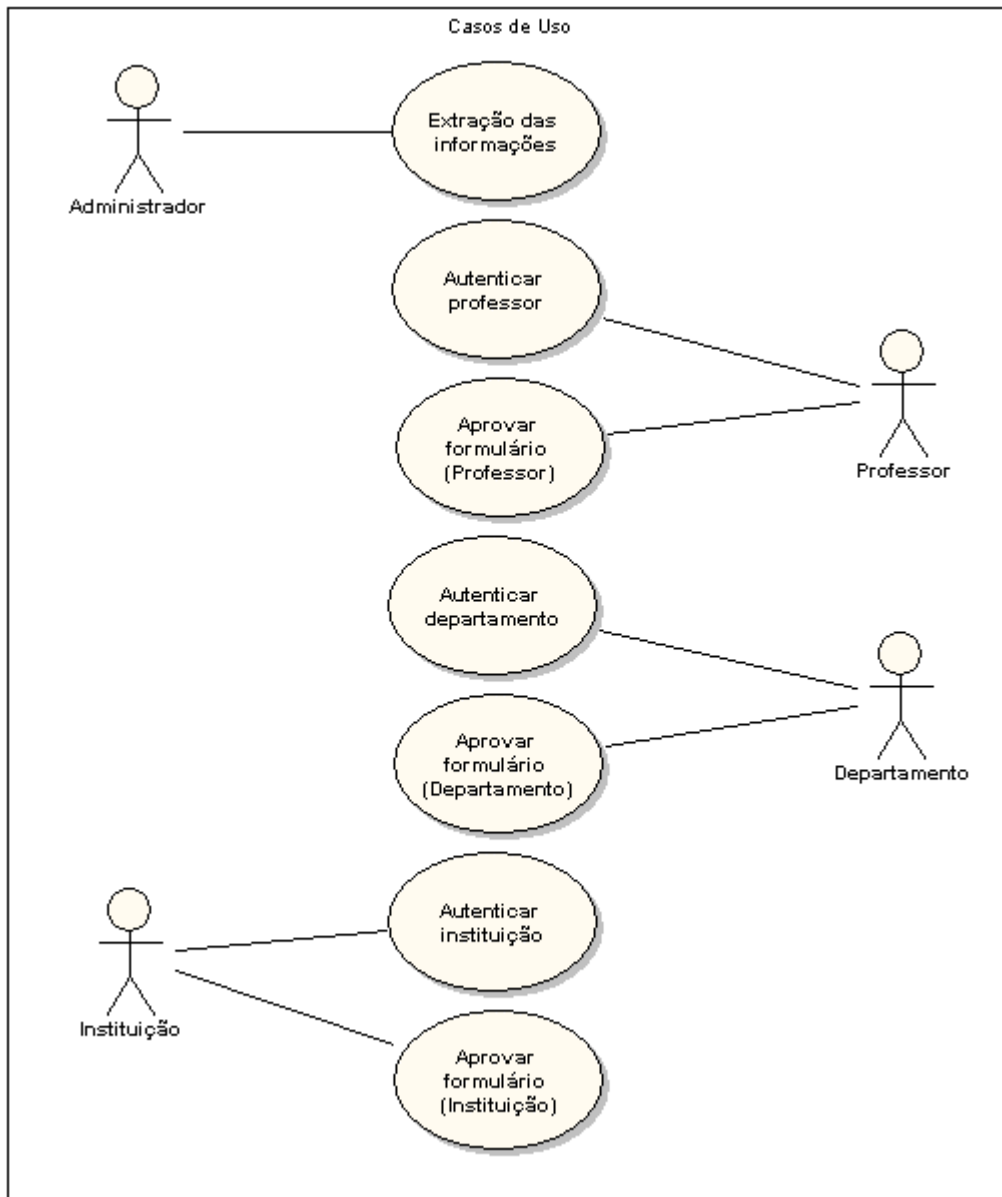 Casos de Uso
Extração das
informações
Administrador
Autenticar
professor
Aprovar
formulário
(Professor)
Professor
Autenticar
departamento
Aprovar
formulário
(Departamento)
Departamento
Autenticar
instituição
Instituição
Aprovar
formulário
(Instituição)